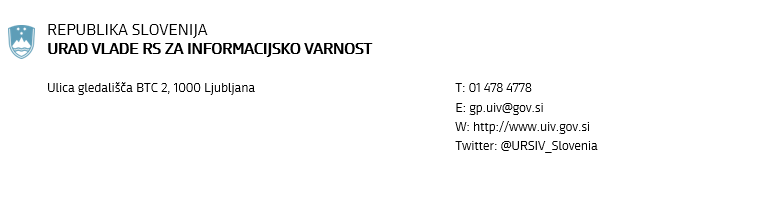 REPUBLIKA SLOVENIJA
URAD VLADE RS ZA INFORMACIJSKO VARNOST
Ulica gledališča BTC 2, 1000 Ljubljana
T: 01 478 4778
E: gp.uiv@gov.si
W: http://www.uiv.gov.si
Twitter: @URSIV_Slovenia